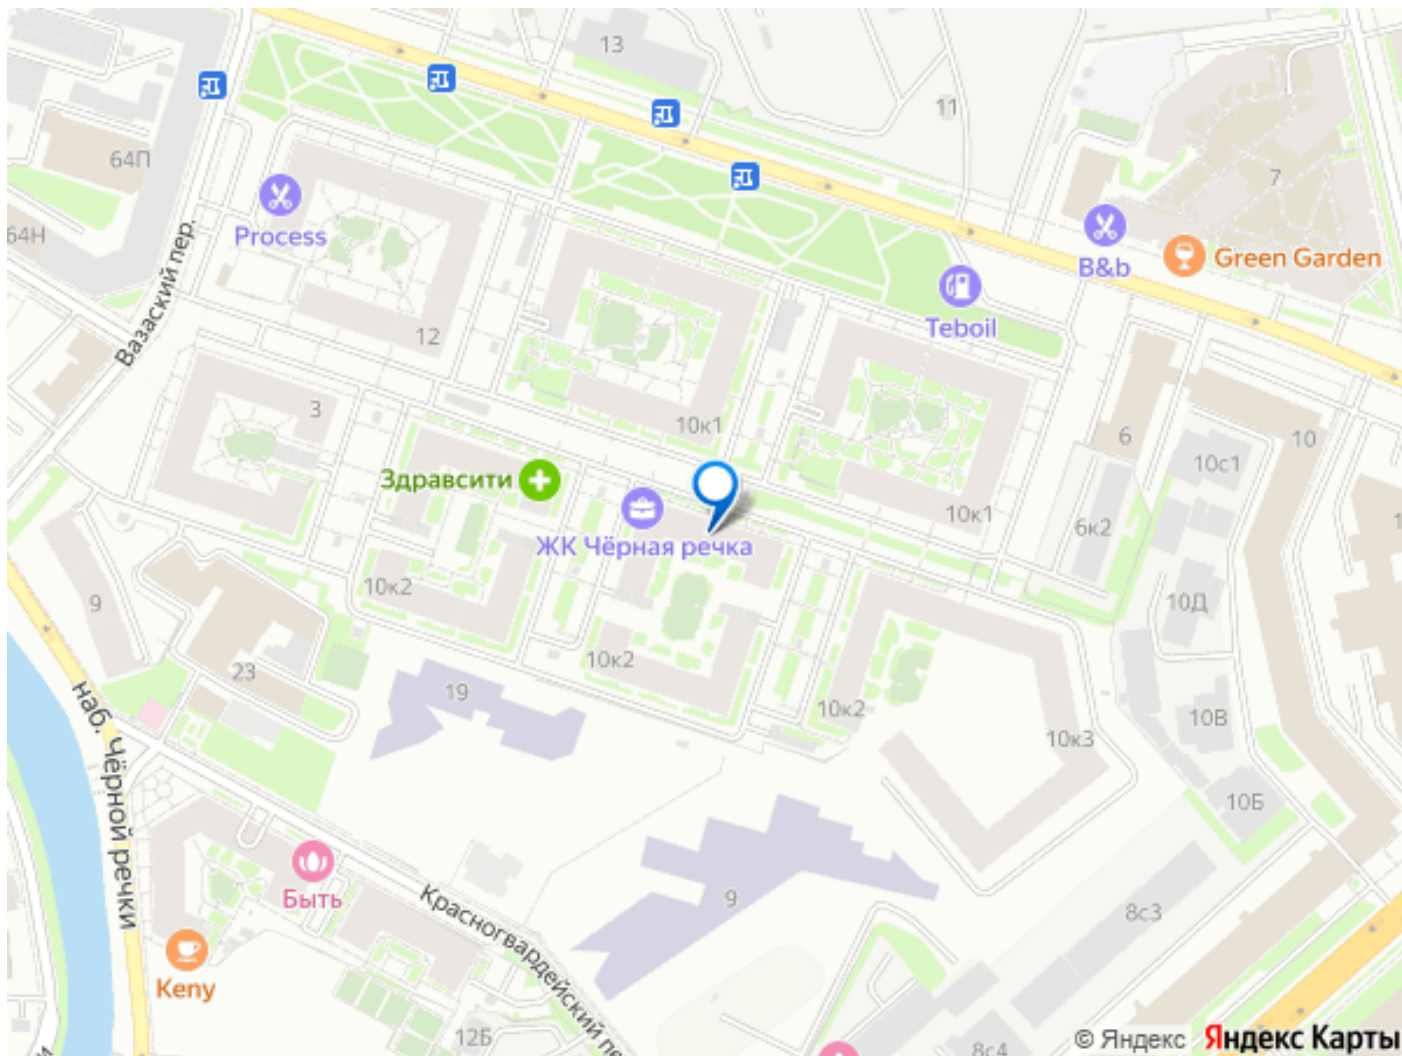 13
11
64П
7
64Н
Process
B&b
Green Garden
Вазаский пер.
Teboil
12
3
10к1
6
10
10с1
Здравсити
10к1
6к2
ЖК Чёрная речка
10к2
9
10Д
10к2
23
19
10к2
10В
10к3
наб. Чёрной речки
10Б
Быть
9
8с3
Красногвардейский пе
Keny
12Б
8с4
© Яндекс Яндекс Карты